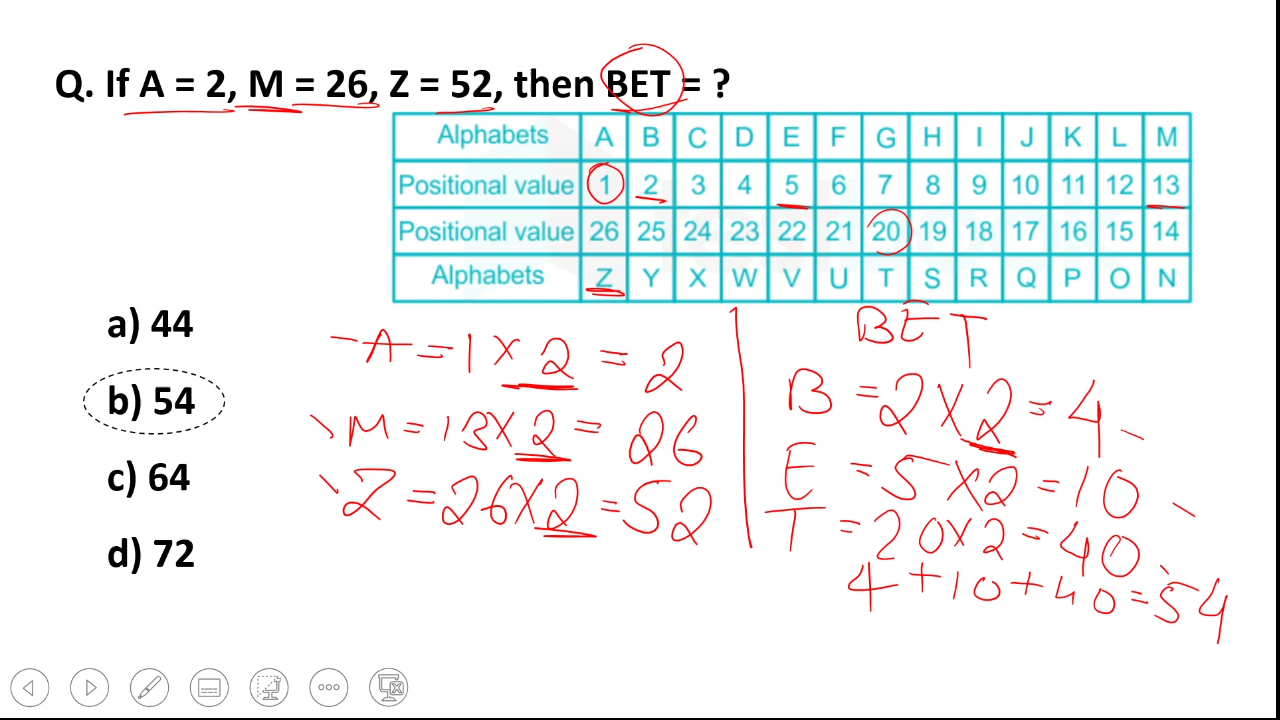 Q. If A = 2, M = 26, Z = 52, then BET = ?
Alphabets A B C D E F G H I J K L M
Positional value 1 2 3 4 5 6 7 8 9 10 11 12 13
Positional value 26 25 24 23 22 21 20 19 18 17 16 15 14
Alphabets Z Y X W V U T S R Q P O N
a) 44
b) 54
c) 64
d) 72
A = 1 × 2 = 2
M = 13 × 2 = 26
Z = 26 × 2 = 52
BET
B = 2 × 2 = 4
E = 5 × 2 = 10
T = 20 × 2 = 40
4 + 10 + 40 = 54